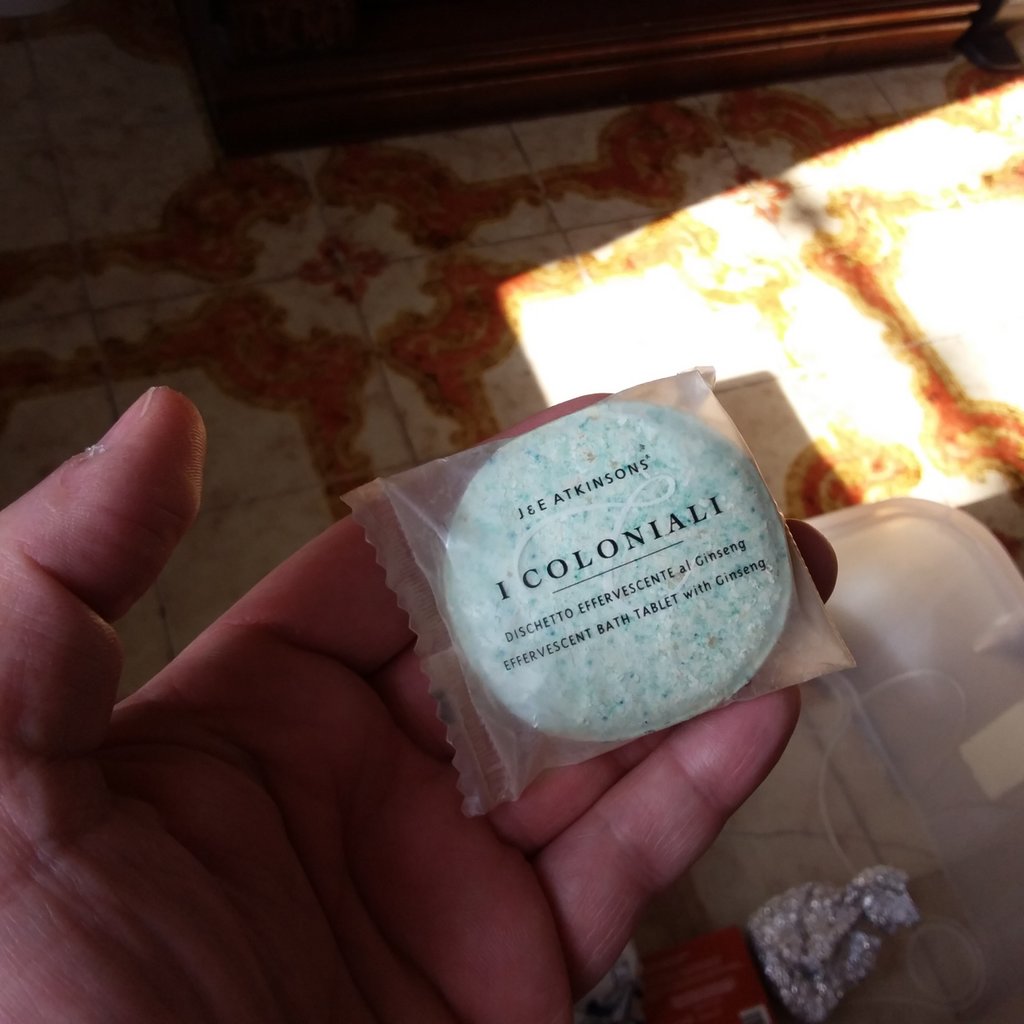 J&E ATKINSONS®
I COLONIALI
DISCHETTO EFFERVESCENTE al Ginseng
EFFERVESCENT BATH TABLET with Ginseng